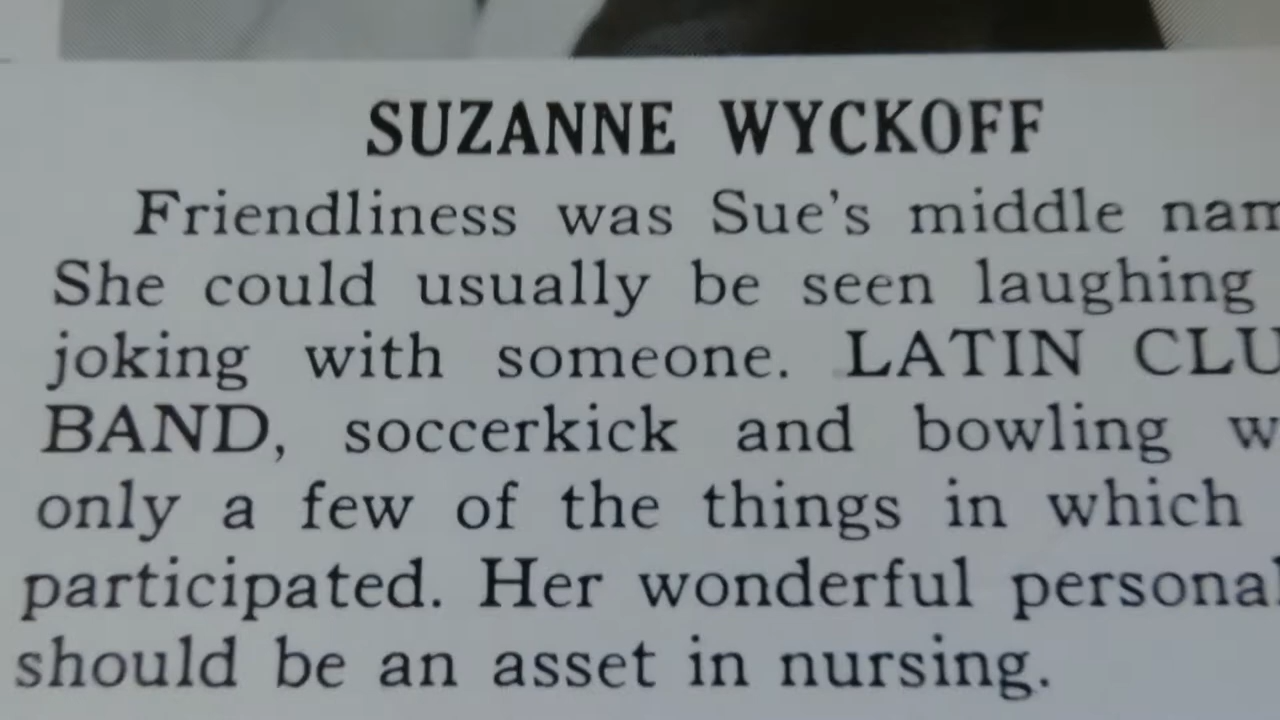 SUZANNE WYCKOFF
Friendliness was Sue's middle nam
She could usually be seen laughing
joking with someone. LATIN CLU
BAND, soccerkick and bowling w
only a few of the things in which
participated. Her wonderful personal
should be an asset in nursing.